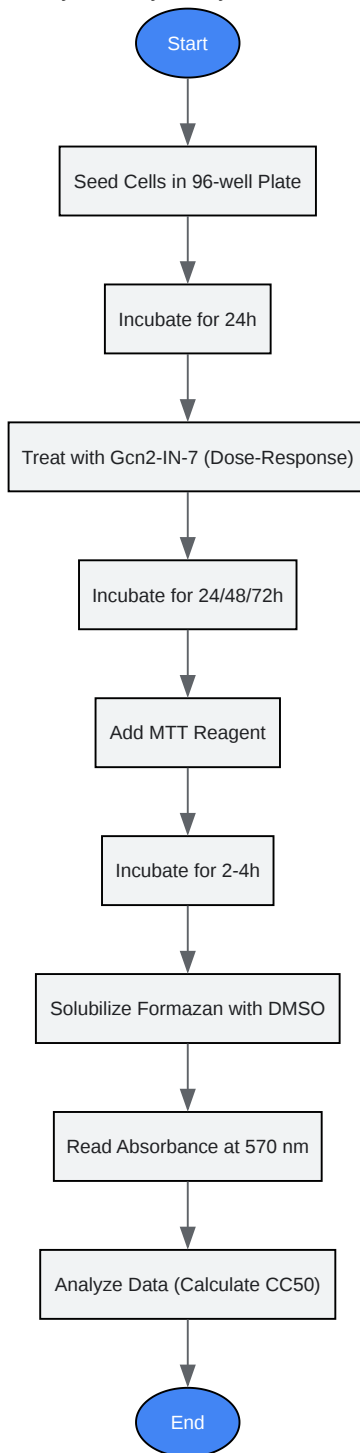 Start
Seed Cells in 96-well Plate
Incubate for 24h
Treat with Gcn2-IN-7 (Dose-Response)
Incubate for 24/48/72h
Add MTT Reagent
Incubate for 2-4h
Solubilize Formazan with DMSO
Read Absorbance at 570 nm
Analyze Data (Calculate CC50)
End